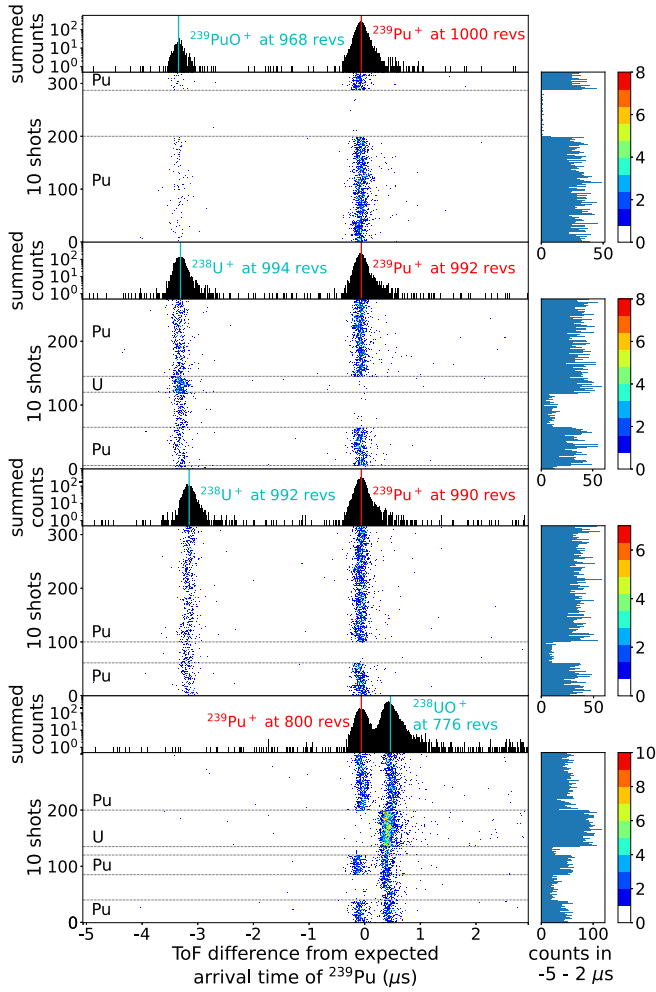 summed
counts
10²
10¹
10⁰
²³⁹PuO⁺ at 968 revs
²³⁹Pu⁺ at 1000 revs
10 shots
300
200
100
0
Pu
Pu
0 50
8
6
4
2
0
summed
counts
10²
10¹
10⁰
²³⁸U⁺ at 994 revs
²³⁹Pu⁺ at 992 revs
10 shots
200
100
0
Pu
U
Pu
0 50
8
6
4
2
0
summed
counts
10²
10¹
10⁰
²³⁸U⁺ at 992 revs
²³⁹Pu⁺ at 990 revs
10 shots
300
200
100
0
Pu
Pu
0 50
6
4
2
0
summed
counts
10²
10¹
10⁰
²³⁹Pu⁺ at 800 revs
²³⁸UO⁺
at 776 revs
10 shots
200
100
0
Pu
U
Pu
Pu
0 100
10
8
6
4
2
0
-5 -4 -3 -2 -1 0 1 2
ToF difference from expected
arrival time of ²³⁹Pu (μs)
counts in
-5 - 2 μs